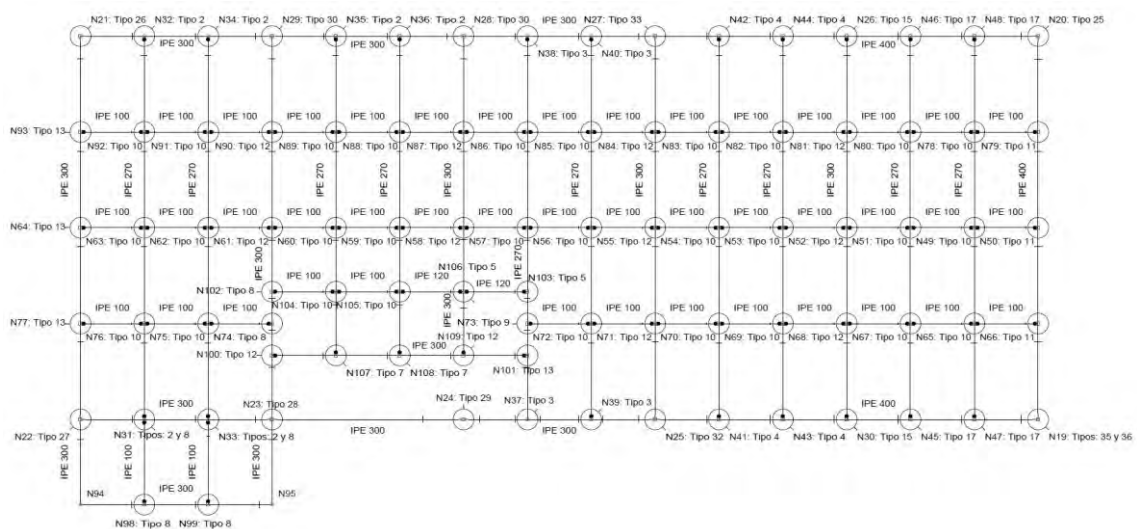 N21: Tipo 26
N32: Tipo 2
N34: Tipo 2
N29: Tipo 30
N35: Tipo 2
N36: Tipo 2
N28: Tipo 30
IPE 300
N27: Tipo 33
N42: Tipo 4
N44: Tipo 4
N26: Tipo 15
N46: Tipo 17
N48: Tipo 17
N20: Tipo 25
IPE 300
IPE 300
N38: Tipo 3
N40: Tipo 3
IPE 400
IPE 100 IPE 100 IPE 100 IPE 100 IPE 100 IPE 100 IPE 100 IPE 100 IPE 100 IPE 100 IPE 100 IPE 100 IPE 100 IPE 100 IPE 100
N93: Tipo 13
N92: Tipo 10
N91: Tipo 10
N90: Tipo 12
N89: Tipo 10
N88: Tipo 10
N87: Tipo 12
N86: Tipo 10
N85: Tipo 10
N84: Tipo 12
N83: Tipo 10
N82: Tipo 10
N81: Tipo 12
N80: Tipo 10
N78: Tipo 10
N79: Tipo 11
IPE 300
IPE 270
IPE 270
IPE 270
IPE 270
IPE 300
IPE 270
IPE 300
IPE 270
IPE 270
IPE 300
IPE 270
IPE 270
IPE 400
IPE 100 IPE 100 IPE 100 IPE 100 IPE 100 IPE 100 IPE 100 IPE 100 IPE 100 IPE 100 IPE 100 IPE 100 IPE 100 IPE 100 IPE 100
N64: Tipo 13
N63: Tipo 10
N62: Tipo 10
N61: Tipo 12
N60: Tipo 10
N59: Tipo 10
N58: Tipo 12
N57: Tipo 10
N56: Tipo 10
N55: Tipo 12
N54: Tipo 10
N53: Tipo 10
N52: Tipo 12
N51: Tipo 10
N49: Tipo 10
N50: Tipo 11
IPE 300
IPE 270
IPE 100
IPE 100
IPE 120
N106: Tipo 5
IPE 120
N103: Tipo 5
N102: Tipo 8
N104: Tipo 10
N105: Tipo 10
IPE 300
IPE 100 IPE 100 IPE 100
IPE 100 IPE 100 IPE 100 IPE 100 IPE 100 IPE 100 IPE 100 IPE 100
N77: Tipo 13
N73: Tipo 9
N76: Tipo 10
N75: Tipo 10
N74: Tipo 8
N72: Tipo 10
N71: Tipo 12
N70: Tipo 10
N69: Tipo 10
N68: Tipo 12
N67: Tipo 10
N65: Tipo 10
N66: Tipo 11
IPE 300
N100: Tipo 12
N109: Tipo 12
N107: Tipo 7
N108: Tipo 7
N101: Tipo 13
IPE 300
N23: Tipo 28
N24: Tipo 29
N37: Tipo 3
N39: Tipo 3
IPE 400
N22: Tipo 27
N31: Tipos: 2 y 8
N33: Tipos: 2 y 8
IPE 300
IPE 300
N25: Tipo 32
N41: Tipo 4
N43: Tipo 4
N30: Tipo 15
N45: Tipo 17
N47: Tipo 17
N19: Tipos: 35 y 36
IPE 300
IPE 100
IPE 100
IPE 300
N94
IPE 300
N95
N98: Tipo 8
N99: Tipo 8